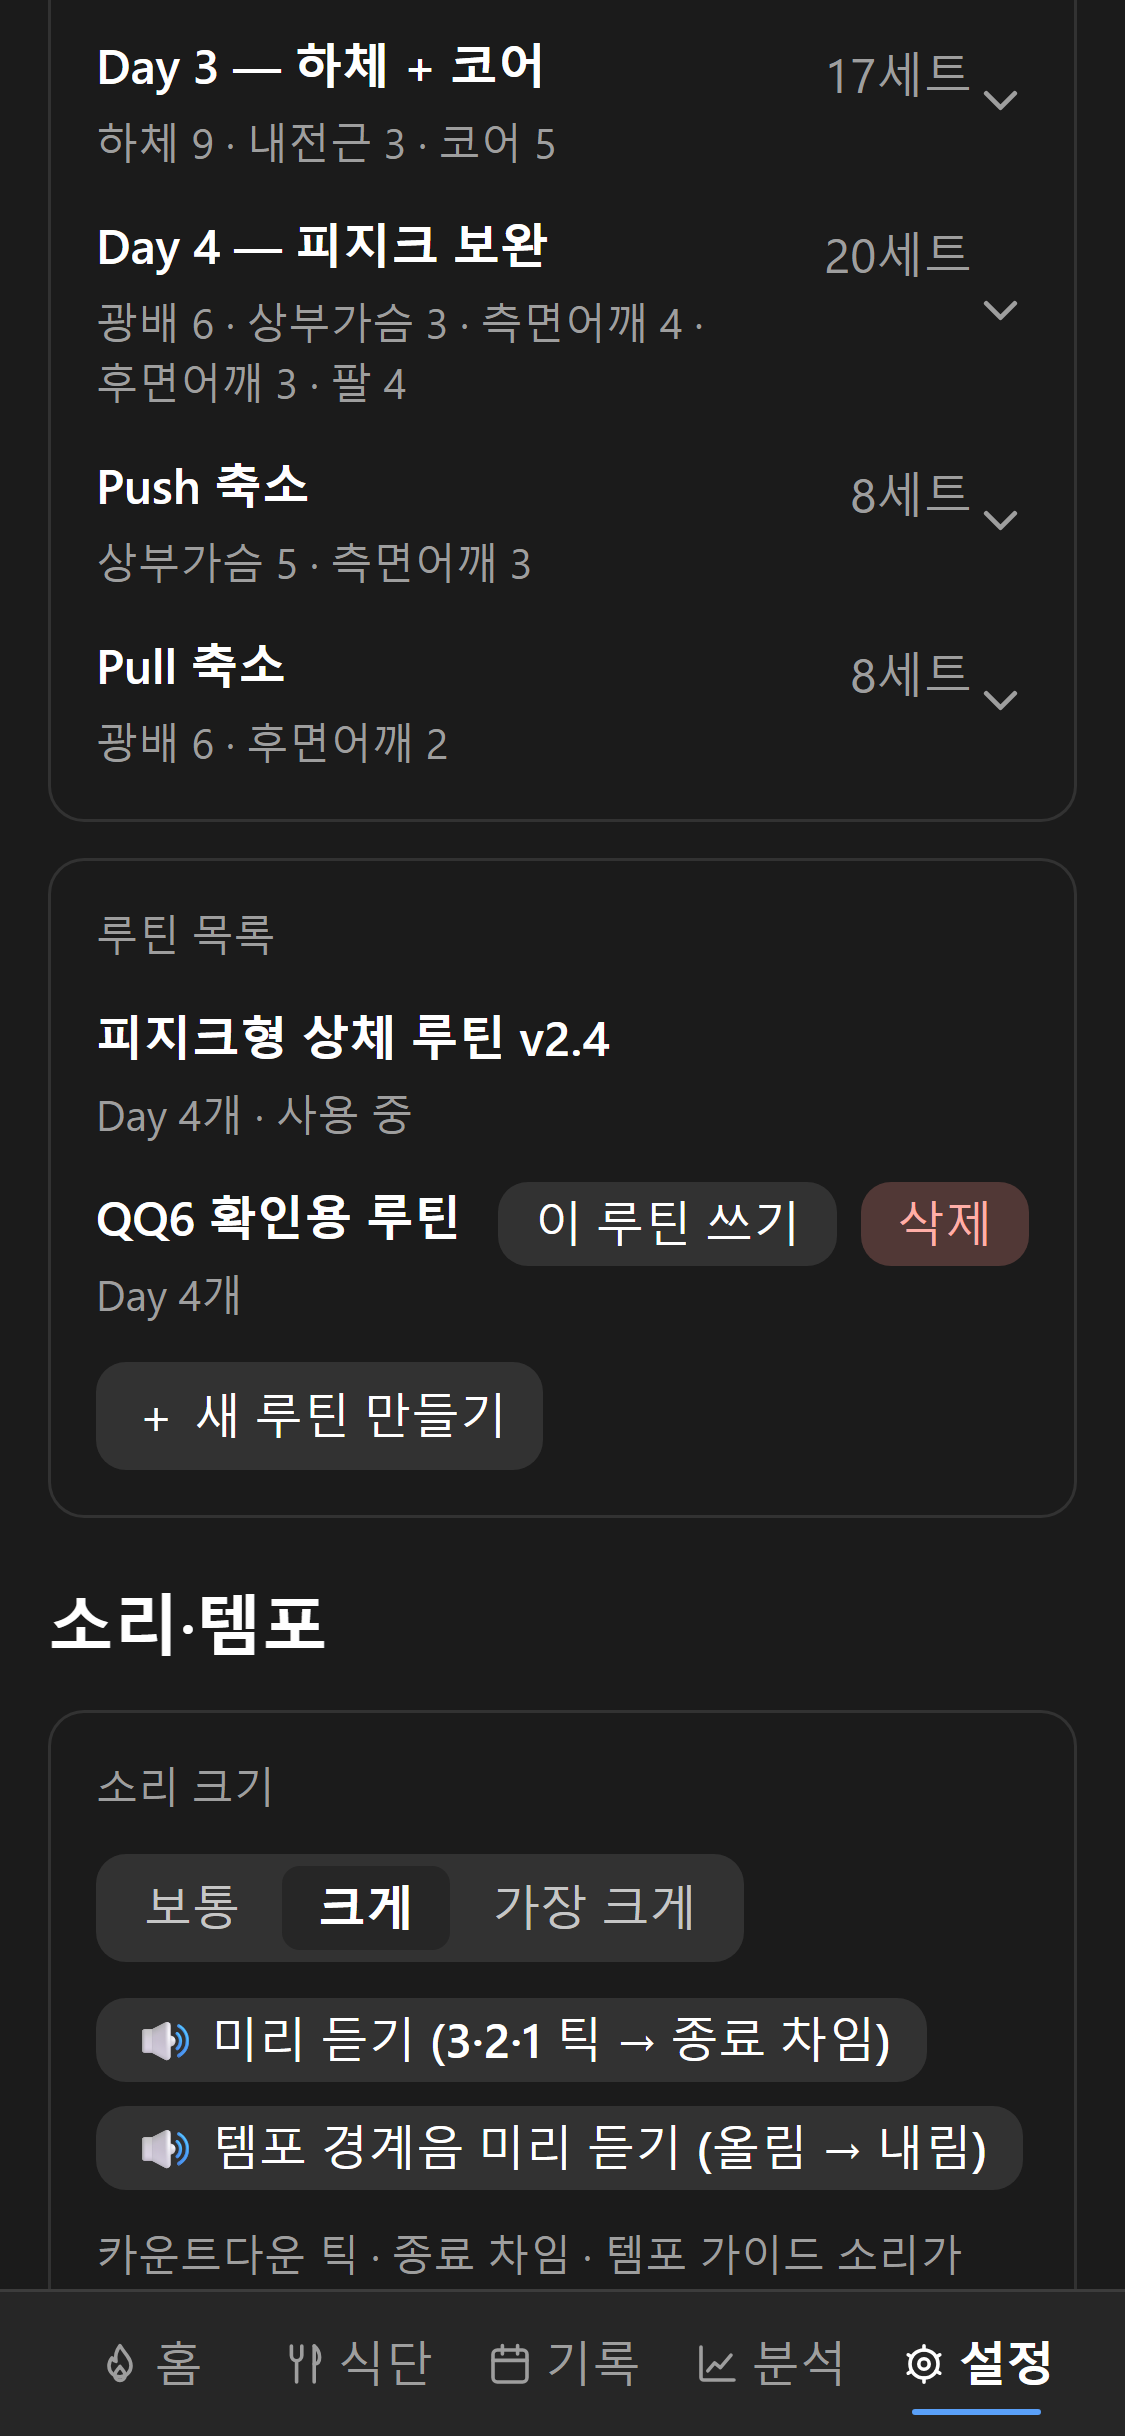 Day 3 — 하체 + 코어
17세트
하체 9 · 내전근 3 · 코어 5
Day 4 — 피지크 보완
20세트
광배 6 · 상부가슴 3 · 측면어깨 4 ·
후면어깨 3 · 팔 4
Push 축소
8세트
상부가슴 5 · 측면어깨 3
Pull 축소
8세트
광배 6 · 후면어깨 2
루틴 목록
피지크형 상체 루틴 v2.4
Day 4개 · 사용 중
QQ6 확인용 루틴
이 루틴 쓰기
삭제
Day 4개
+ 새 루틴 만들기
소리·템포
소리 크기
보통 크게 가장 크게
미리 듣기 (3·2·1 틱 → 종료 차임)
템포 경계음 미리 듣기 (올림 → 내림)
카운트다운 틱 · 종료 차임 · 템포 가이드 소리가
홈 식단 기록 분석 설정